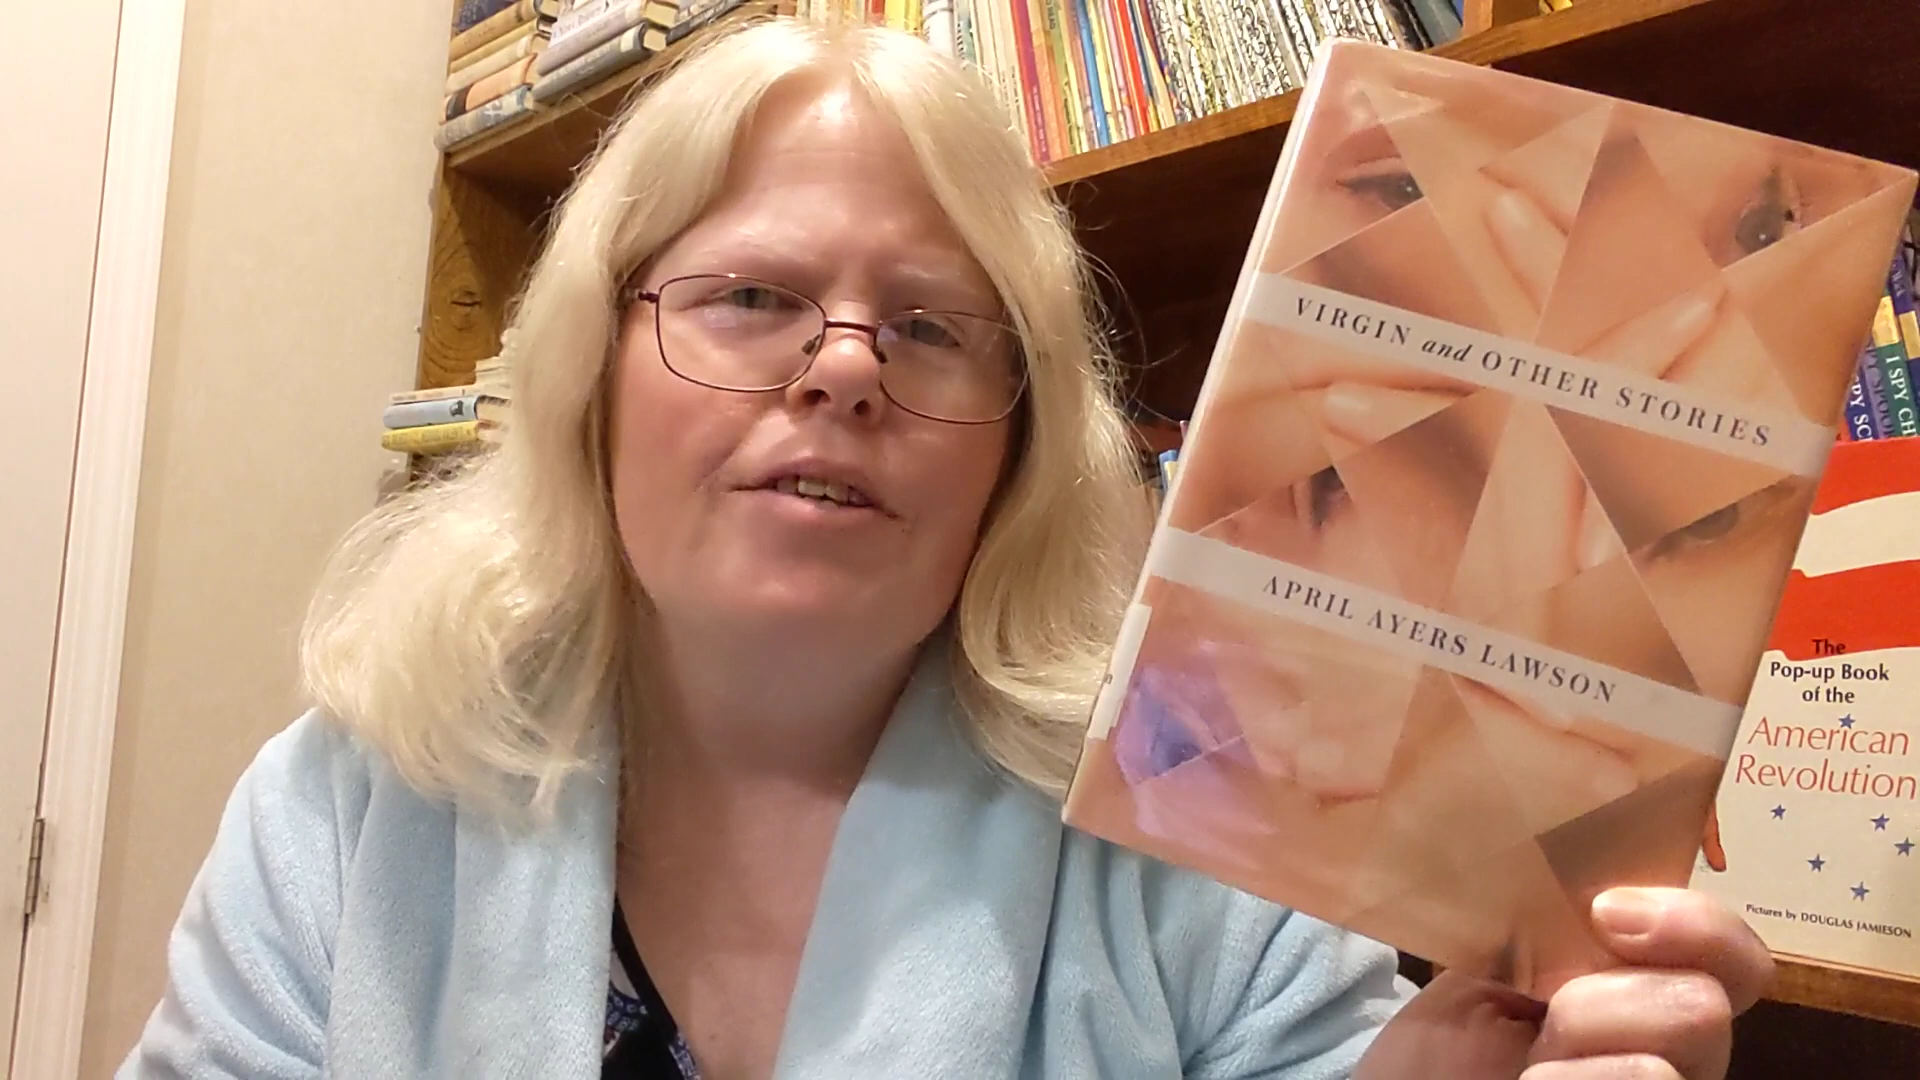 VIRGIN and OTHER STORIES
APRIL AYERS LAWSON
I SPY CH
The
Pop-up Book
of the
American
Revolution
Pictures by DOUGLAS JAMIESON